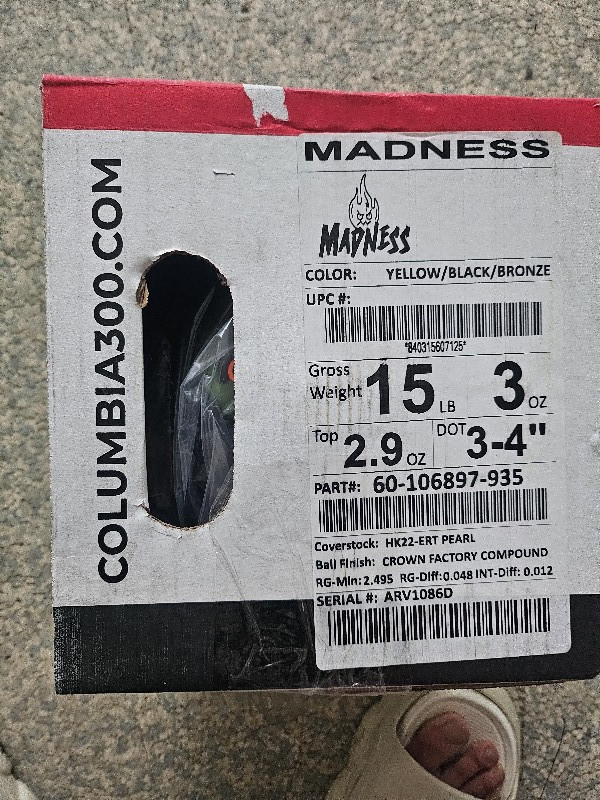 COLUMBIA300.COM
MADNESS
MADNESS
COLOR: YELLOW/BLACK/BRONZE
UPC #:
*840315607125*
Gross Weight 15 LB 3 OZ
Top 2.9 OZ DOT 3-4"
PART#: 60-106897-935
Coverstock: HK22-ERT PEARL
Ball Finish: CROWN FACTORY COMPOUND
RG-Min: 2.495 RG-Diff: 0.048 INT-Diff: 0.012
SERIAL #: ARV1086D